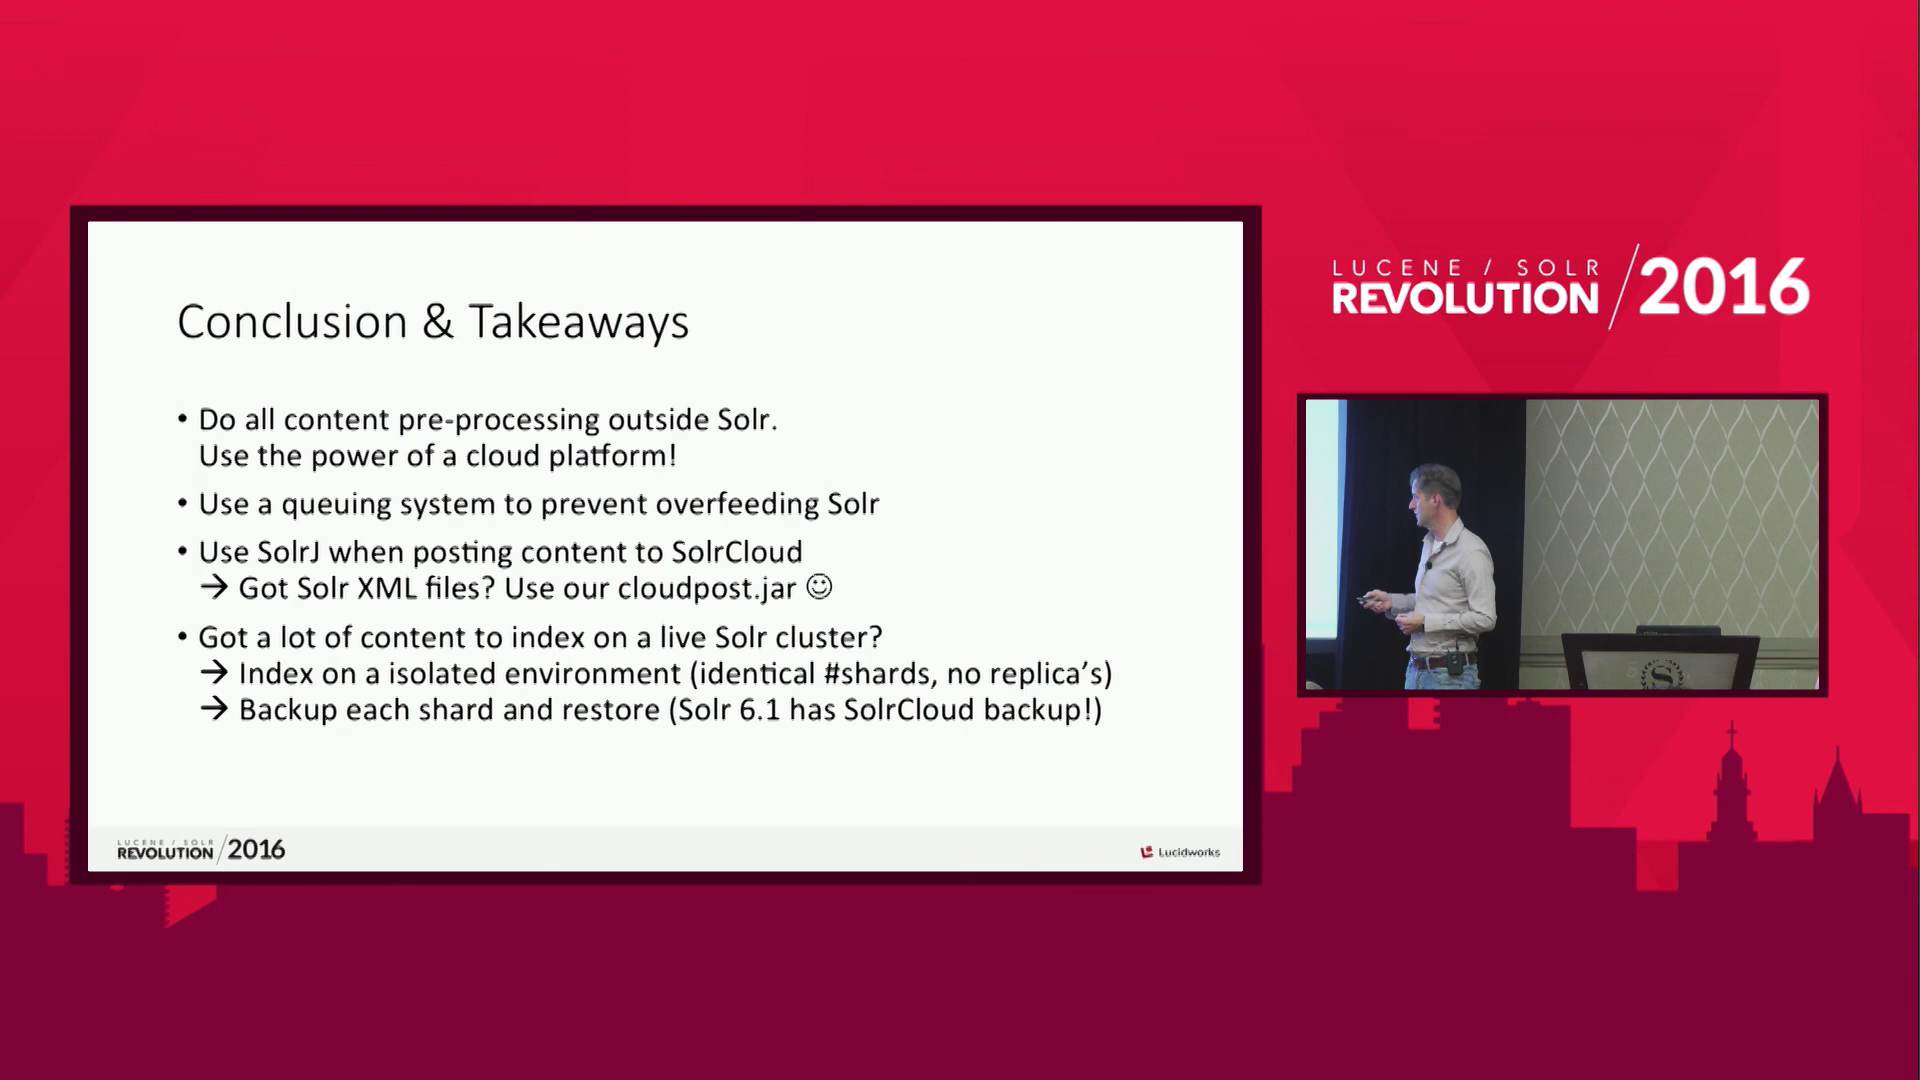 Conclusion & Takeaways
• Do all content pre-processing outside Solr.
Use the power of a cloud platform!
• Use a queuing system to prevent overfeeding Solr
• Use SolrJ when posting content to SolrCloud
→ Got Solr XML files? Use our cloudpost.jar ☺
• Got a lot of content to index on a live Solr cluster?
→ Index on a isolated environment (identical #shards, no replica's)
→ Backup each shard and restore (Solr 6.1 has SolrCloud backup!)
LUCENE / SOLR
REVOLUTION / 2016
Lucidworks
LUCENE / SOLR
REVOLUTION / 2016
S